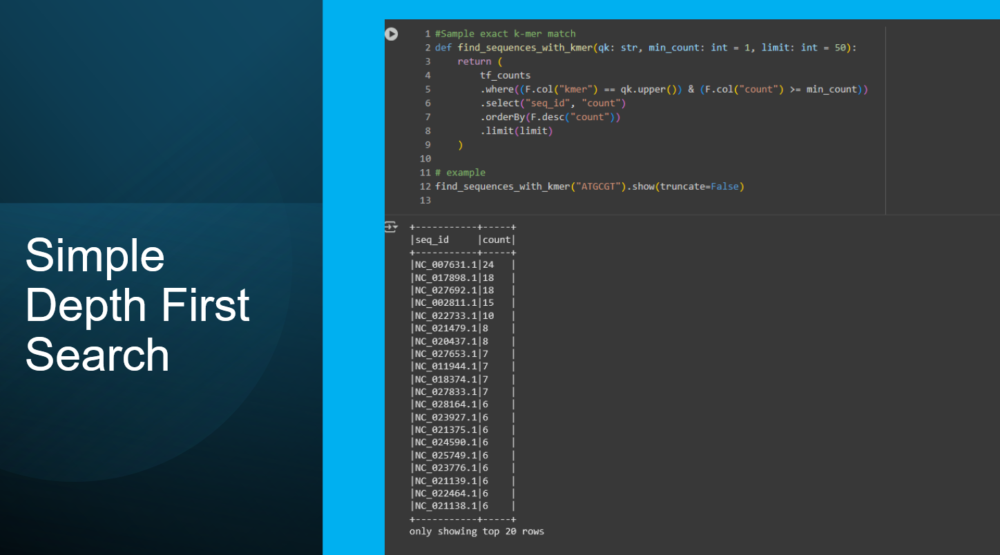 Simple
Depth First
Search
1 #Sample exact k-mer match
2 def find_sequences_with_kmer(qk: str, min_count: int = 1, limit: int = 50):
3     return (
4         tf_counts
5         .where((F.col("kmer") == qk.upper()) & (F.col("count") >= min_count))
6         .select("seq_id", "count")
7         .orderBy(F.desc("count"))
8         .limit(limit)
9     )
10
11 # example
12 find_sequences_with_kmer("ATGCGT").show(truncate=False)
13
+-----------+-----+
|seq_id     |count|
+-----------+-----+
|NC_007631.1|24   |
|NC_017898.1|18   |
|NC_027692.1|18   |
|NC_002811.1|15   |
|NC_022733.1|10   |
|NC_021479.1|8    |
|NC_020437.1|8    |
|NC_027653.1|7    |
|NC_011944.1|7    |
|NC_018374.1|7    |
|NC_027833.1|7    |
|NC_028164.1|6    |
|NC_023927.1|6    |
|NC_021375.1|6    |
|NC_024590.1|6    |
|NC_025749.1|6    |
|NC_023776.1|6    |
|NC_021139.1|6    |
|NC_022464.1|6    |
|NC_021138.1|6    |
+-----------+-----+
only showing top 20 rows